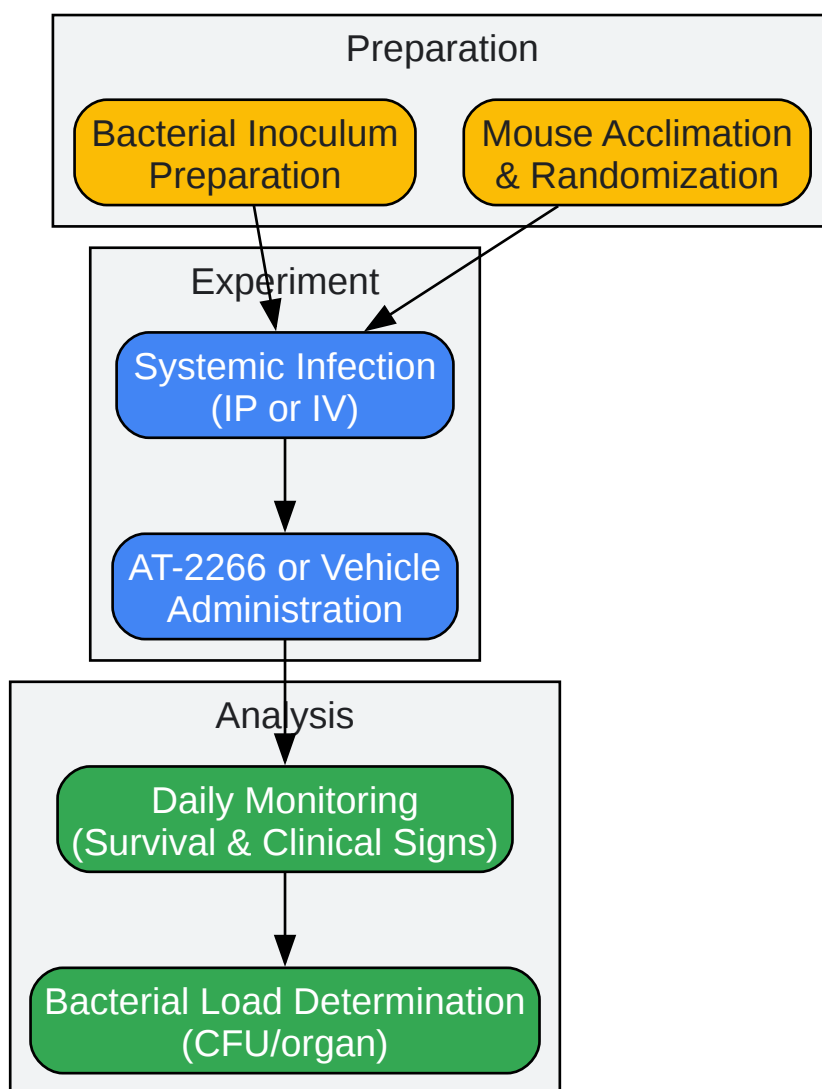 Preparation
Bacterial Inoculum
Preparation
Mouse Acclimation
& Randomization
Experiment
Systemic Infection
(IP or IV)
AT-2266 or Vehicle
Administration
Analysis
Daily Monitoring
(Survival & Clinical Signs)
Bacterial Load Determination
(CFU/organ)